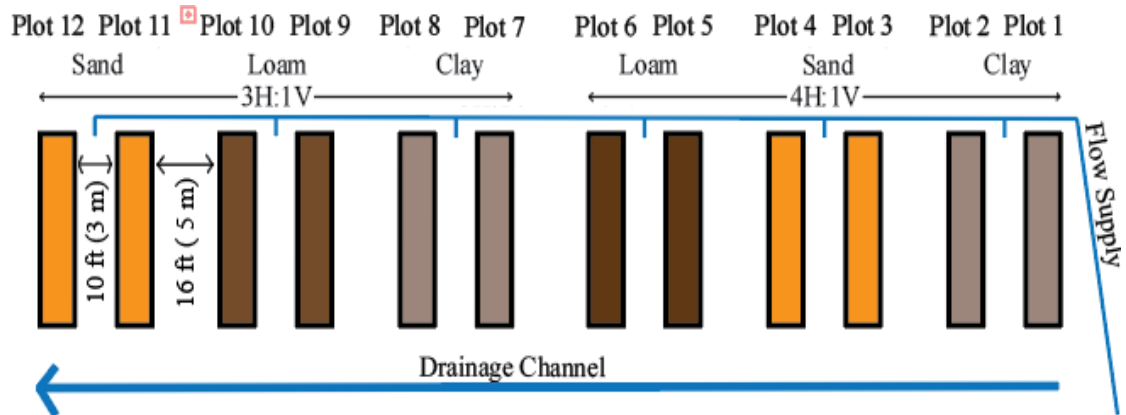 Plot 12 Plot 11 Plot 10 Plot 9 Plot 8 Plot 7 Plot 6 Plot 5 Plot 4 Plot 3 Plot 2 Plot 1
Sand Loam Clay Loam Sand Clay
3H:1V 4H:1V
10 ft (3 m)
16 ft ( 5 m)
Flow Supply
Drainage Channel